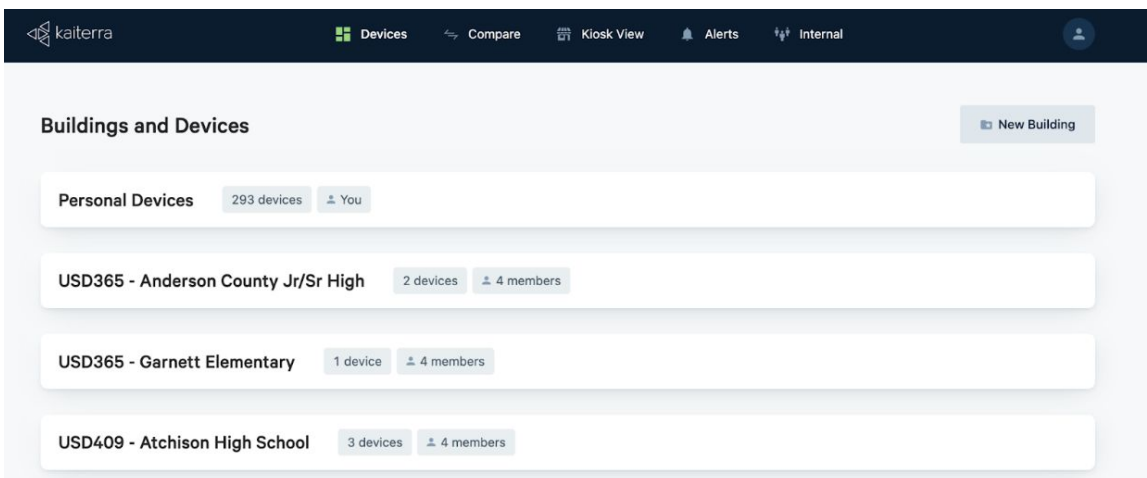 kaiterra Devices Compare Kiosk View Alerts Internal
Buildings and Devices New Building
Personal Devices 293 devices You
USD365 - Anderson County Jr/Sr High 2 devices 4 members
USD365 - Garnett Elementary 1 device 4 members
USD409 - Atchison High School 3 devices 4 members